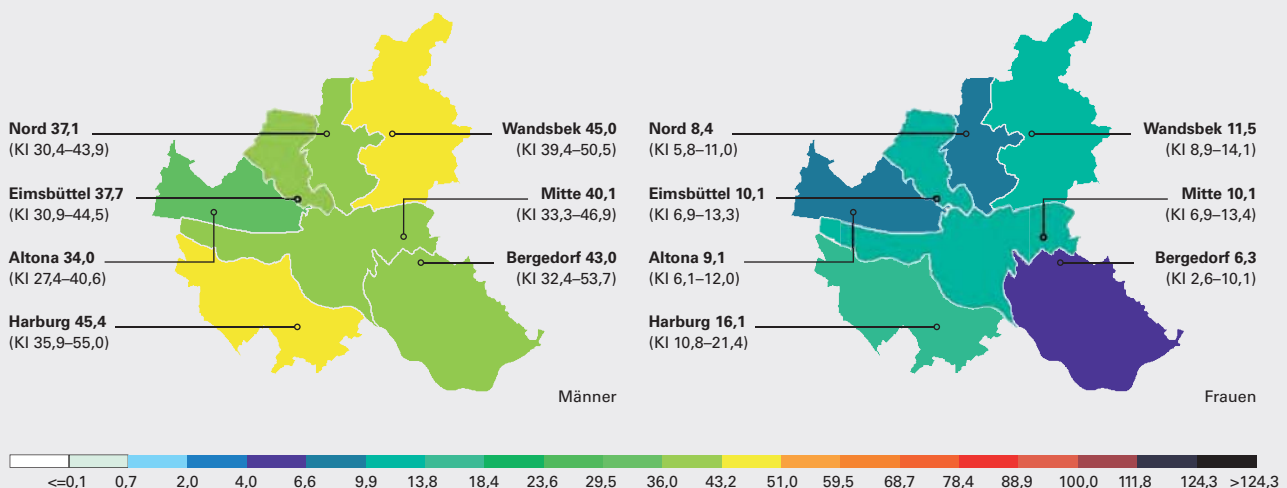 Nord 37,1
(KI 30,4–43,9)
Eimsbüttel 37,7
(KI 30,9–44,5)
Altona 34,0
(KI 27,4–40,6)
Harburg 45,4
(KI 35,9–55,0)
Wandsbek 45,0
(KI 39,4–50,5)
Mitte 40,1
(KI 33,3–46,9)
Bergedorf 43,0
(KI 32,4–53,7)
Männer
Nord 8,4
(KI 5,8–11,0)
Eimsbüttel 10,1
(KI 6,9–13,3)
Altona 9,1
(KI 6,1–12,0)
Harburg 16,1
(KI 10,8–21,4)
Wandsbek 11,5
(KI 8,9–14,1)
Mitte 10,1
(KI 6,9–13,4)
Bergedorf 6,3
(KI 2,6–10,1)
Frauen
<=0,1 0,7 2,0 4,0 6,6 9,9 13,8 18,4 23,6 29,5 36,0 43,2 51,0 59,5 68,7 78,4 88,9 100,0 111,8 124,3 >124,3